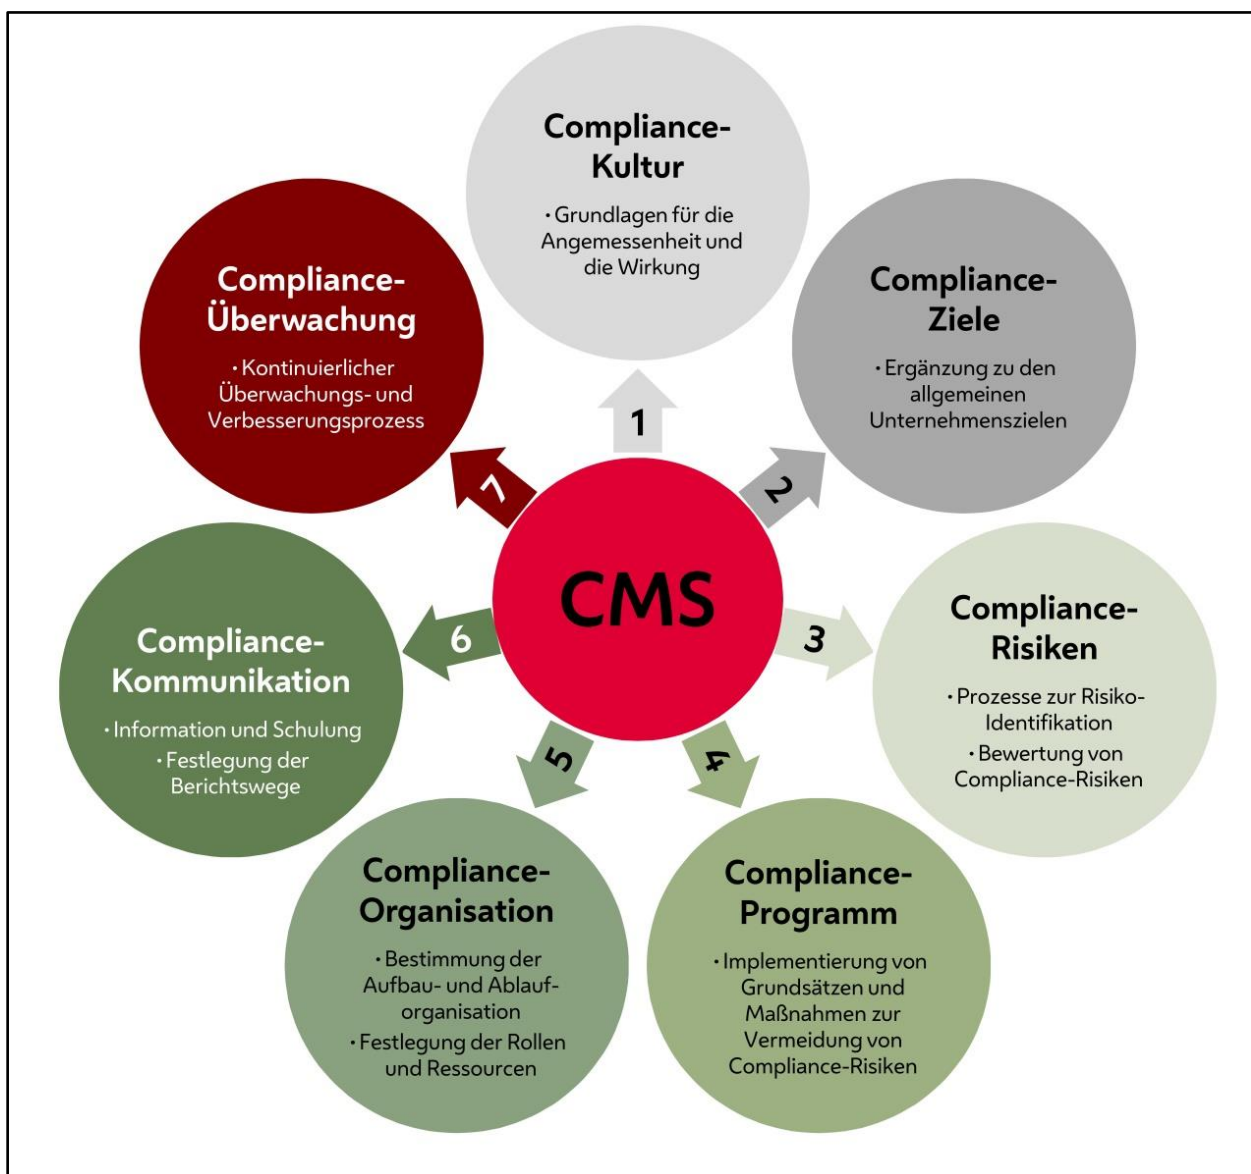 Compliance-
Kultur
• Grundlagen für die
Angemessenheit und
die Wirkung
1
Compliance-
Ziele
• Ergänzung zu den
allgemeinen
Unternehmenszielen
2
Compliance-
Risiken
• Prozesse zur Risiko-
Identifikation
• Bewertung von
Compliance-Risiken
3
Compliance-
Programm
• Implementierung von
Grundsätzen und
Maßnahmen zur
Vermeidung von
Compliance-Risiken
4
Compliance-
Organisation
• Bestimmung der
Aufbau- und Ablauf-
organisation
• Festlegung der Rollen
und Ressourcen
5
Compliance-
Kommunikation
• Information und Schulung
• Festlegung der
Berichtswege
6
Compliance-
Überwachung
• Kontinuierlicher
Überwachungs- und
Verbesserungsprozess
7
CMS